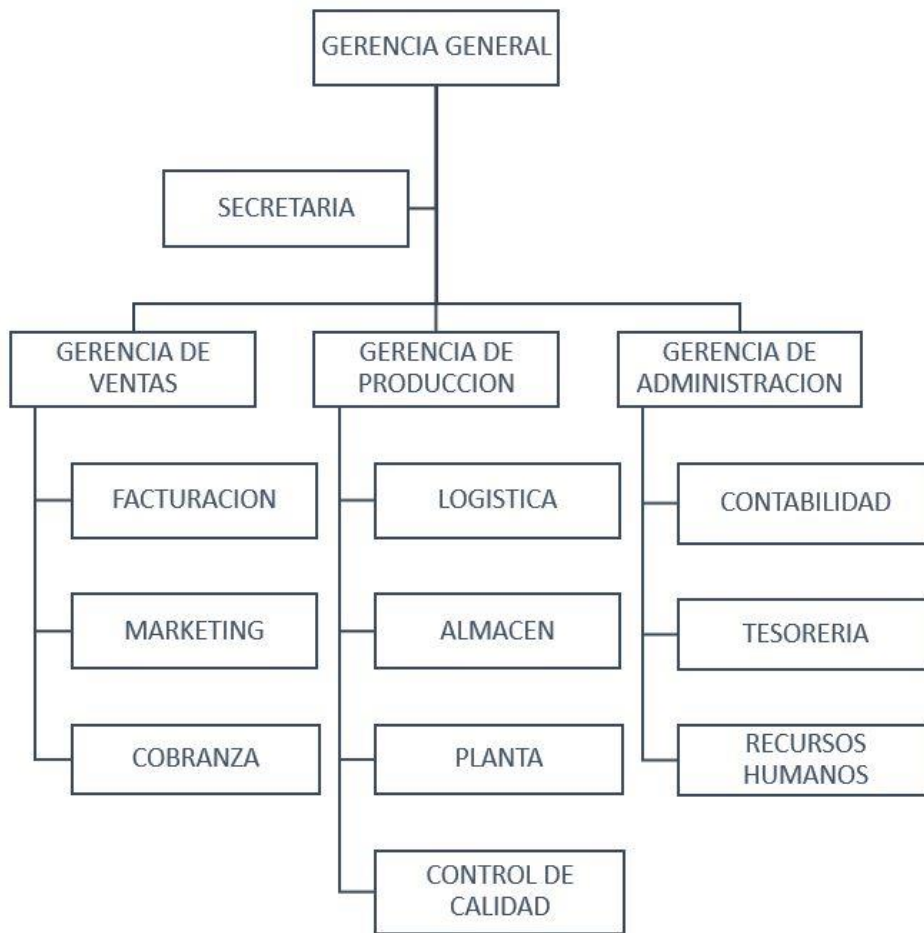 GERENCIA GENERAL
SECRETARIA
GERENCIA DE
VENTAS
FACTURACION
MARKETING
COBRANZA
GERENCIA DE
PRODUCCION
LOGISTICA
ALMACEN
PLANTA
CONTROL DE
CALIDAD
GERENCIA DE
ADMINISTRACION
CONTABILIDAD
TESORERIA
RECURSOS
HUMANOS